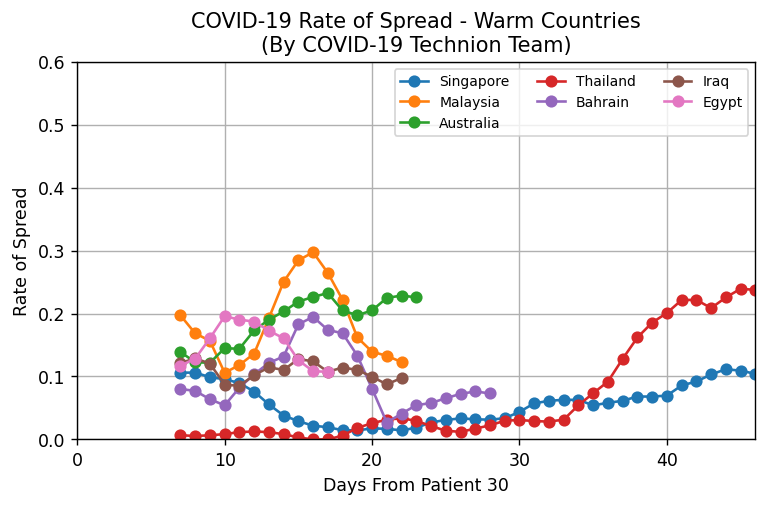 COVID-19 Rate of Spread - Warm Countries
(By COVID-19 Technion Team)
Rate of Spread
0.6
0.5
0.4
0.3
0.2
0.1
0.0
Singapore
Malaysia
Australia
Thailand
Bahrain
Iraq
Egypt
0 10 20 30 40
Days From Patient 30